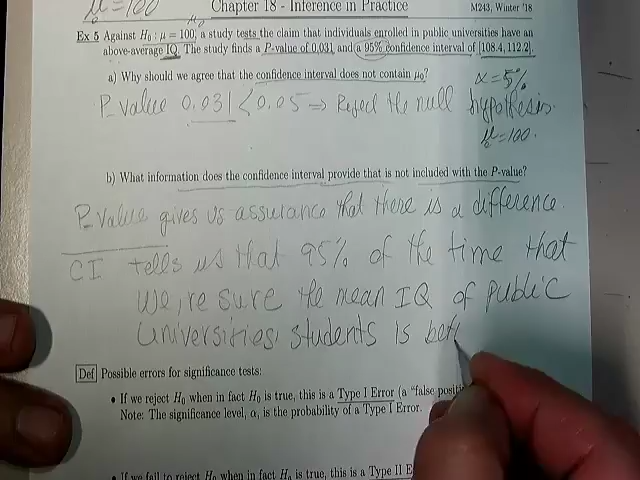 μ = 100
Chapter 18 - Inference in Practice
M243, Winter '18
μ₀
Ex 5 Against H₀ : μ = 100, a study tests the claim that individuals enrolled in public universities have an
above-average IQ. The study finds a P-value of 0.031 and a 95% confidence interval of [108.4, 112.2].
a) Why should we agree that the confidence interval does not contain μ₀?
α = 5%
P_value 0.031 < 0.05 ⇒ Reject the null hypothesis.
μ = 100.
b) What information does the confidence interval provide that is not included with the P-value?
P_value gives us assurance that there is a difference.
CI tells us that 95% of the time that
we,re sure the mean IQ of public
universities, students is bet
Def Possible errors for significance tests:
• If we reject H₀ when in fact H₀ is true, this is a Type I Error (a "false positi
Note: The significance level, α, is the probability of a Type I Error.
• If we fail to reject H₀ when in fact Hₐ is true, this is a Type II E